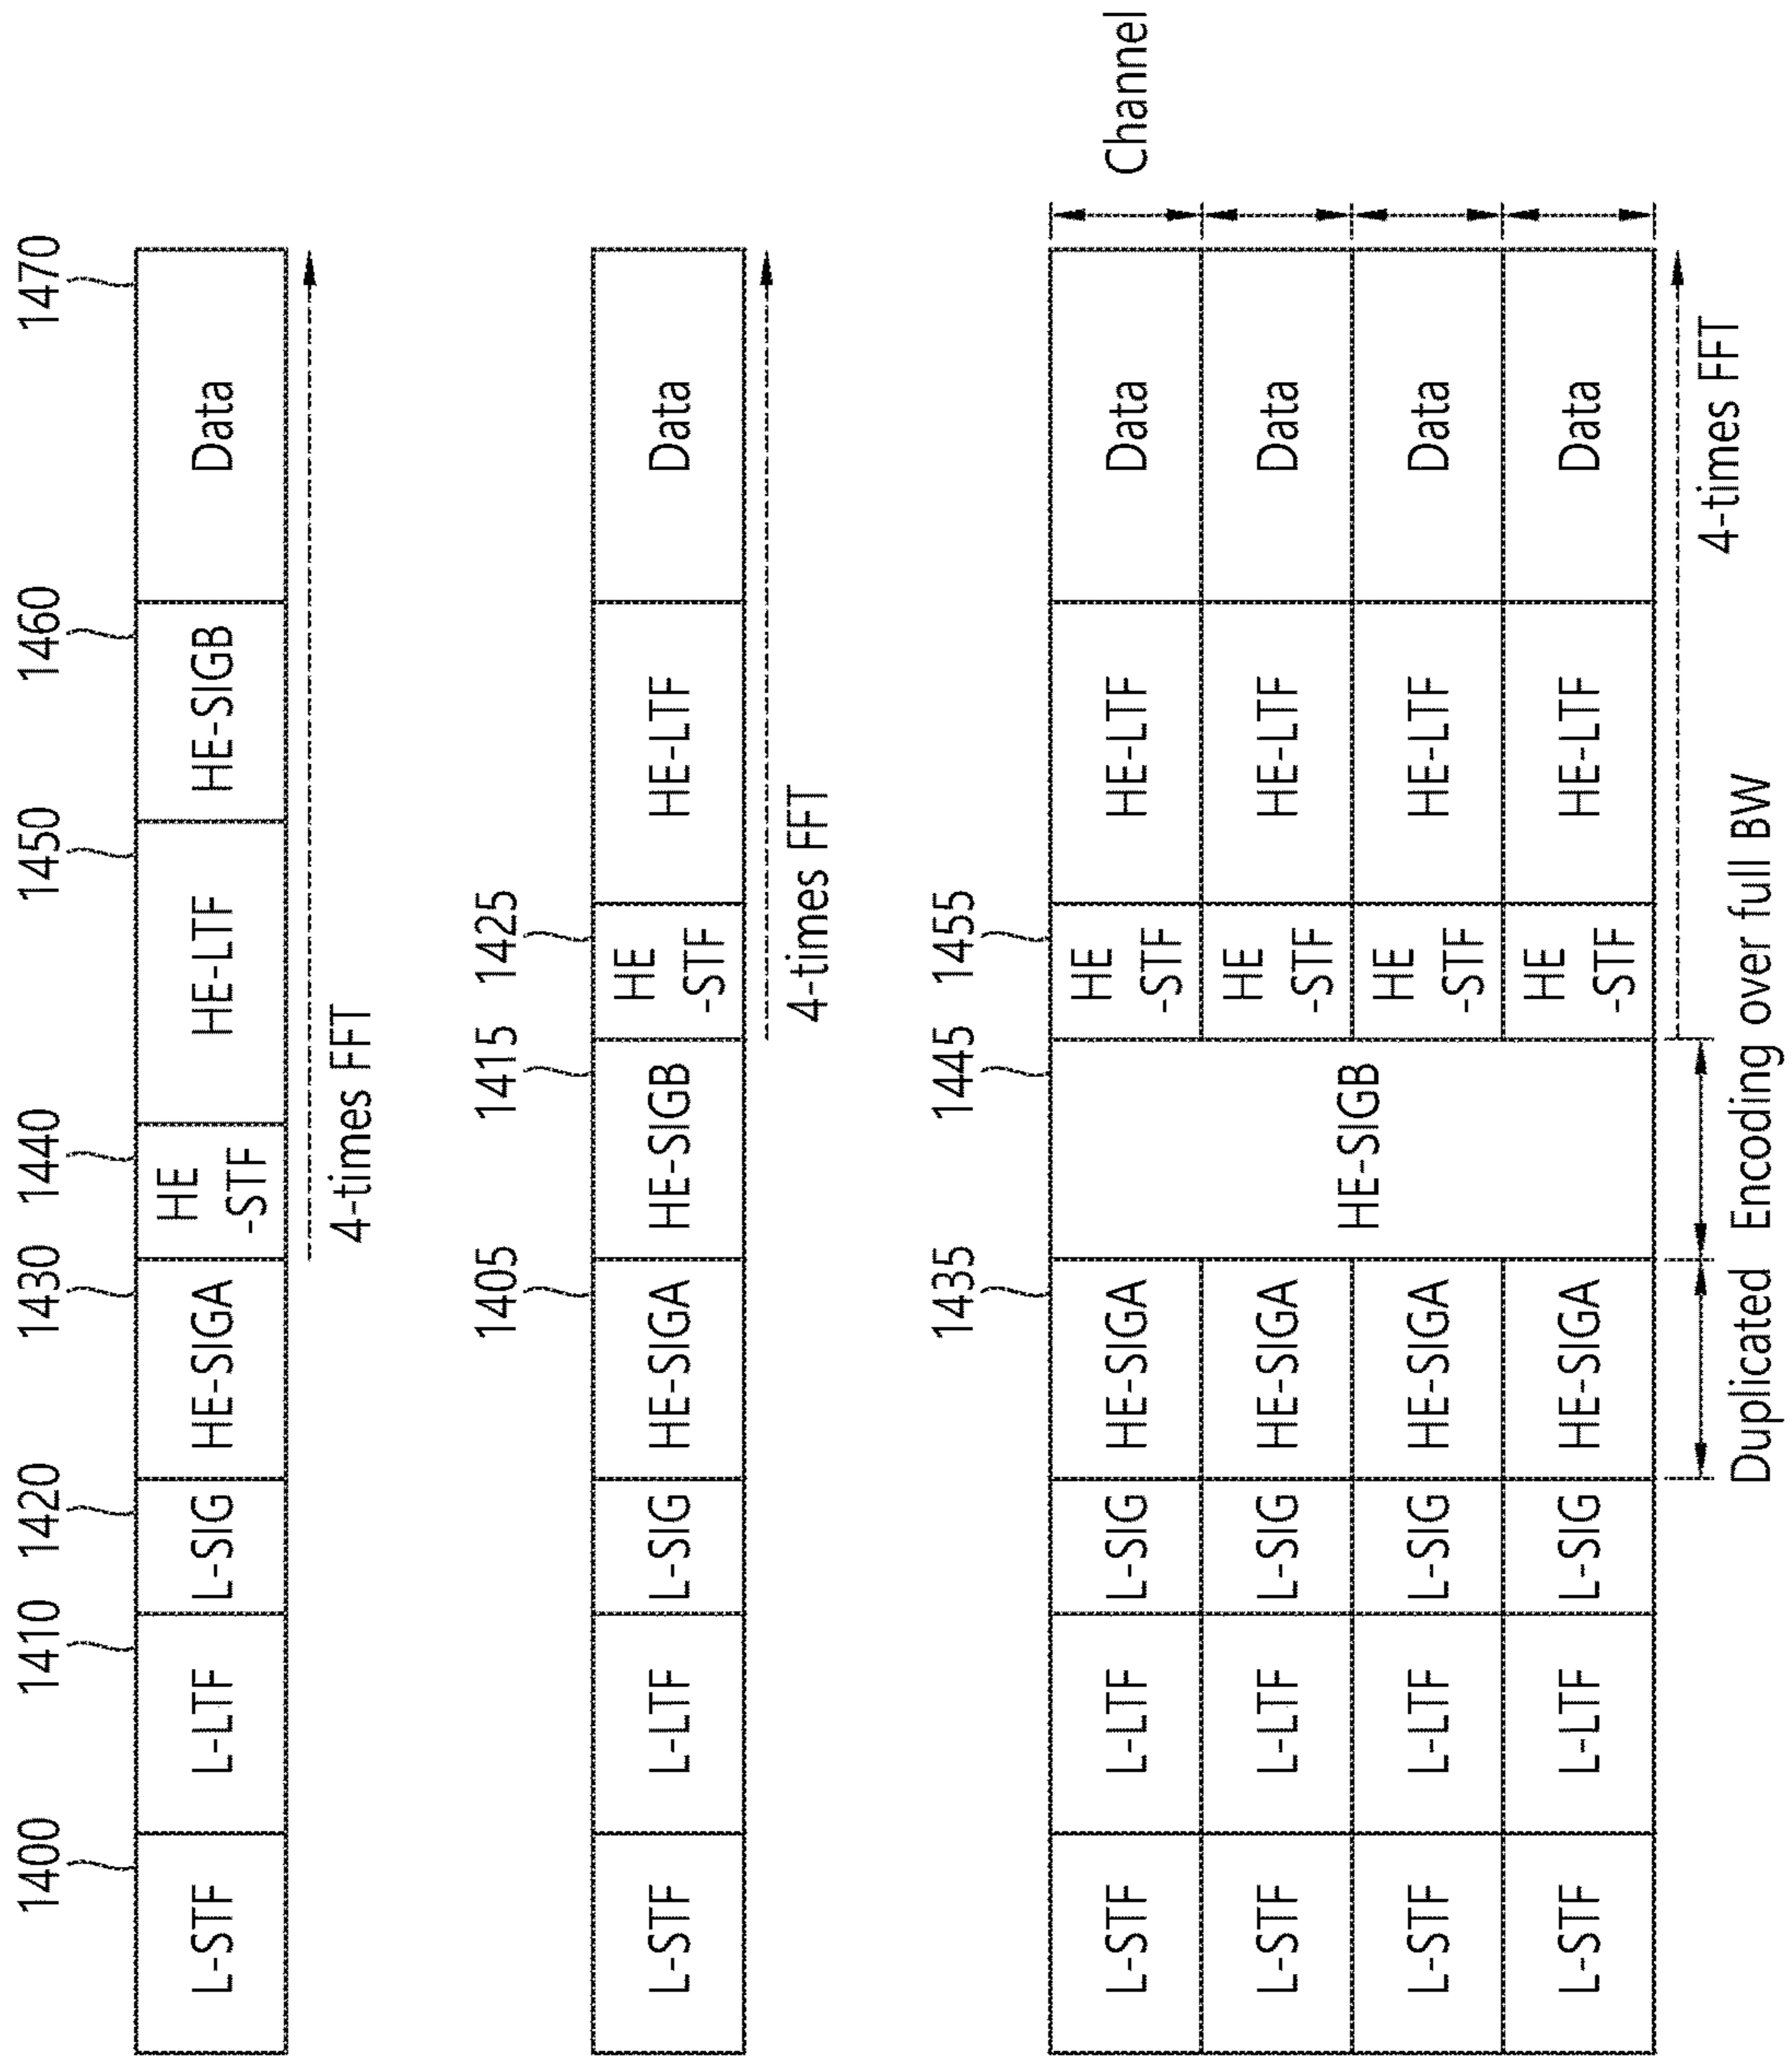 1400 1410 1420 1430 1440 1450 1460 1470
L-STF L-LTF L-SIG HE-SIGA HE
-STF HE-LTF HE-SIGB Data
4-times FFT
1405 1415 1425
L-STF L-LTF L-SIG HE-SIGA HE-SIGB HE
-STF HE-LTF Data
4-times FFT
1435 1445 1455
L-STF L-LTF L-SIG HE-SIGA HE
-STF HE-LTF Data Channel
L-STF L-LTF L-SIG HE-SIGA HE
-STF HE-LTF Data
HE-SIGB
L-STF L-LTF L-SIG HE-SIGA HE
-STF HE-LTF Data
L-STF L-LTF L-SIG HE-SIGA HE
-STF HE-LTF Data
4-times FFT
Duplicated Encoding over full BW